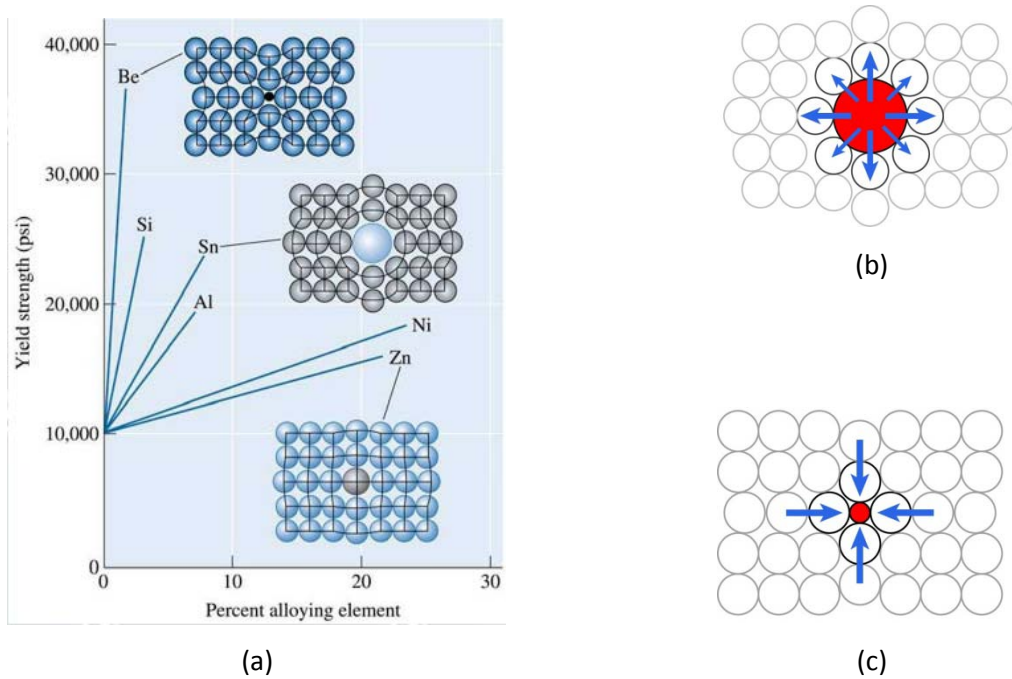 40,000
Be
30,000
Si
Sn
Al
20,000
Ni
Zn
10,000
0
0
10
20
30
Yield strength (psi)
Percent alloying element
(a)
(b)
(c)